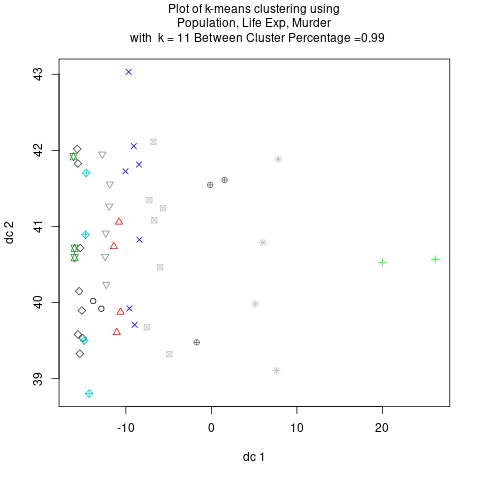 Plot of k-means clustering using
Population, Life Exp, Murder
with k = 11 Between Cluster Percentage =0.99
43
42
41
40
39
dc 2
-10 0 10 20
dc 1